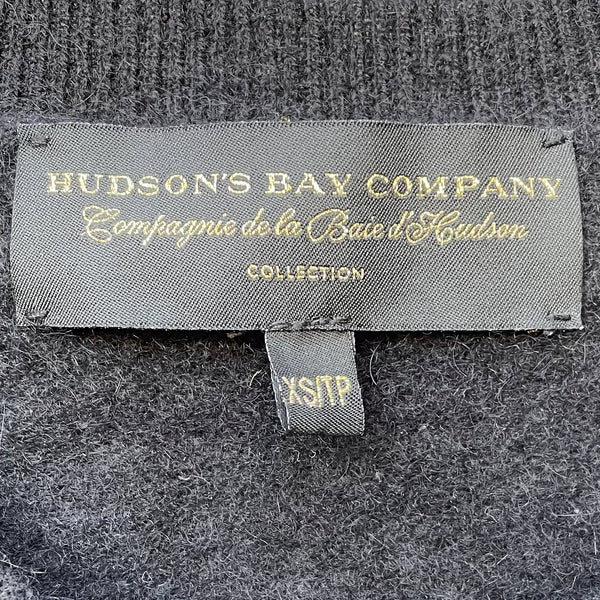 HUDSON'S BAY COMPANY
Compagnie de la Baie d'Hudson
COLLECTION
XS/TP